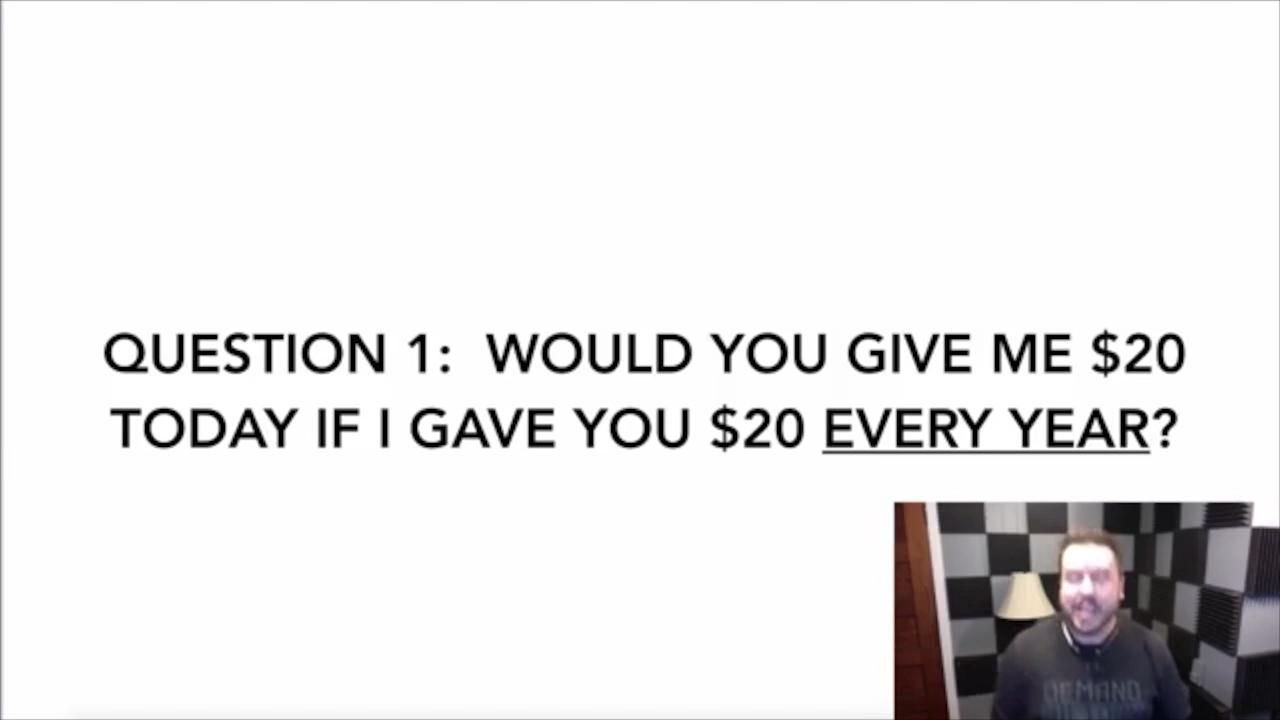 QUESTION 1: WOULD YOU GIVE ME $20
TODAY IF I GAVE YOU $20 EVERY YEAR?
DEMAND